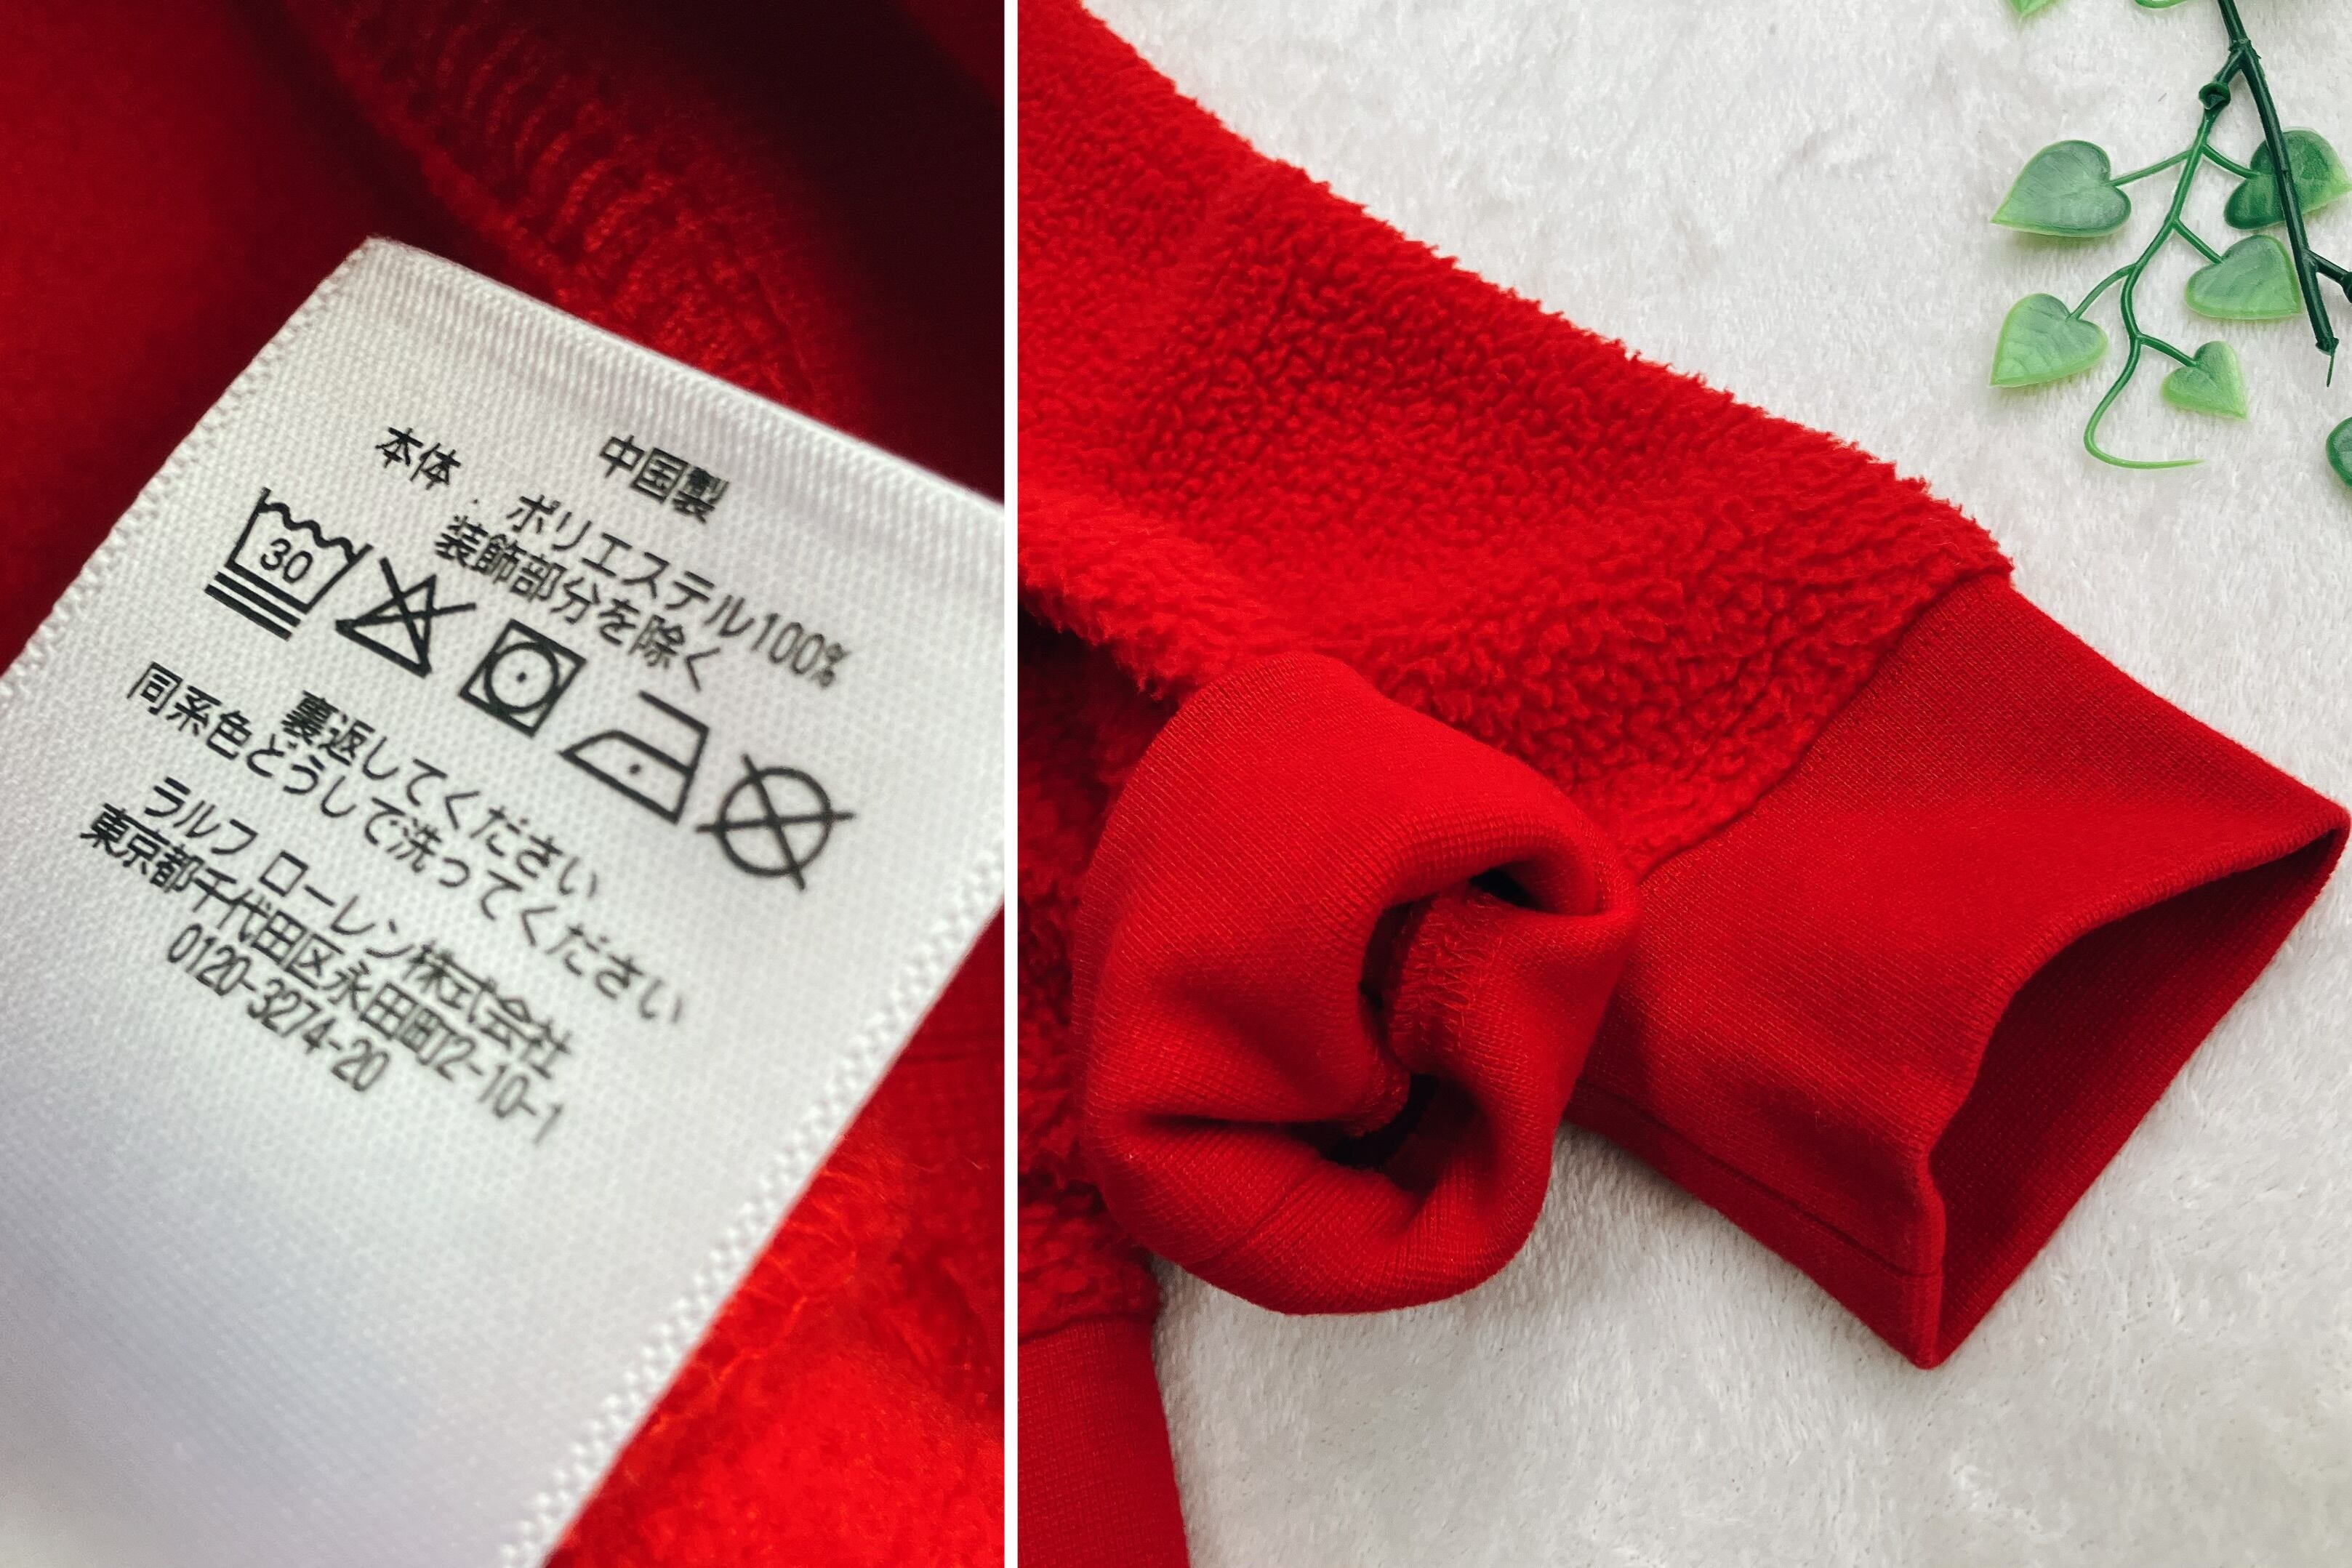 中国製
本体 : ポリエステル100%
装飾部分を除く
30
裏返してください
同系色どうしで洗ってください
ラルフ ローレン株式会社
東京都千代田区永田町2-10-1
0120-3274-20